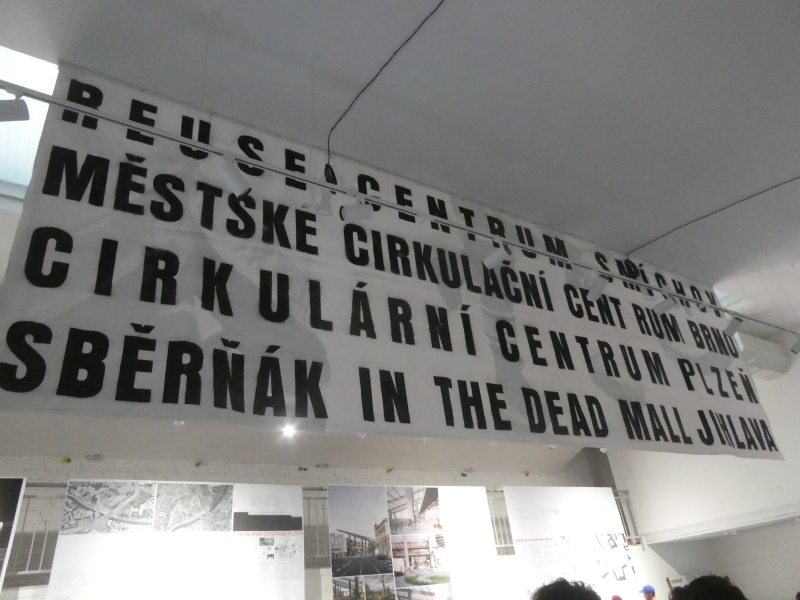 REUSE CENTRUM SMÍCHOV
MĚSTSKÉ CIRKULAČNÍ CENTRUM BRNO
CIRKULÁRNÍ CENTRUM PLZEŇ
SBĚRŇÁK IN THE DEAD MALL JIHLAVA